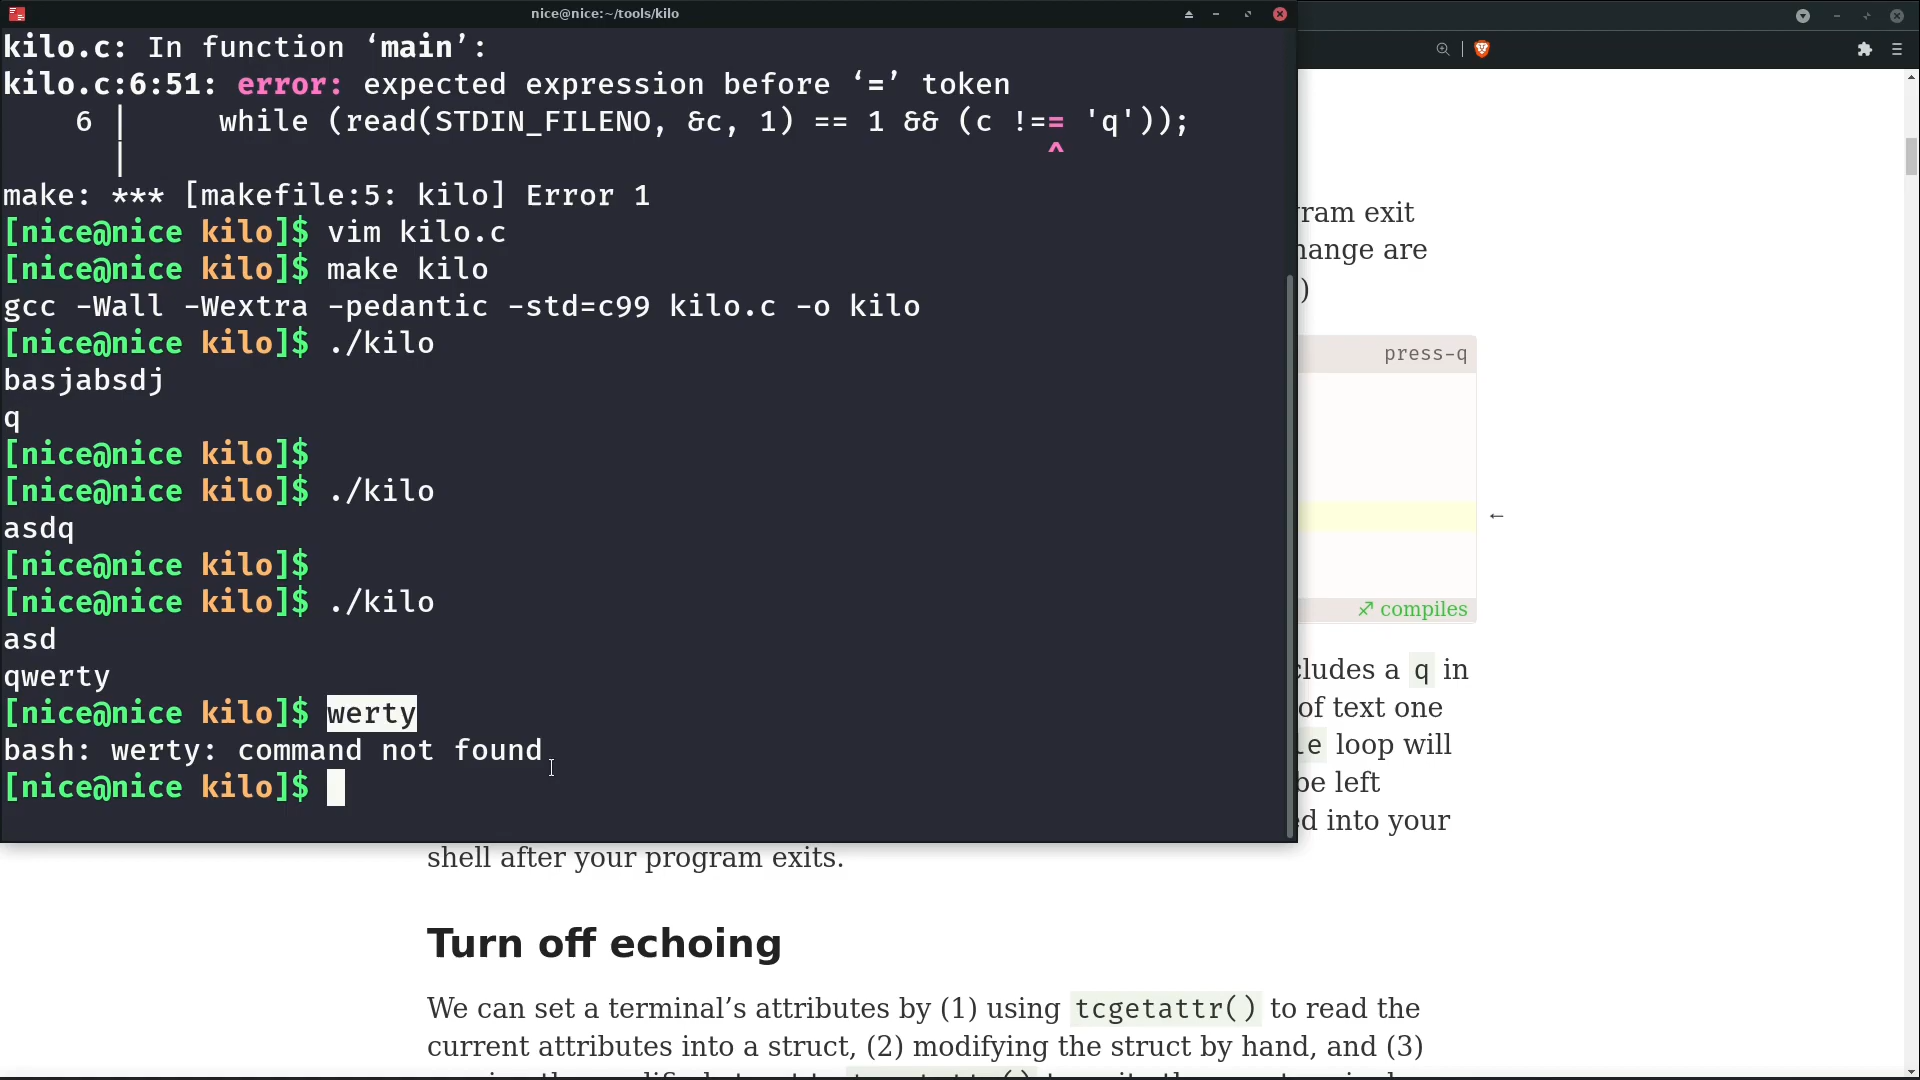 nice@nice:~/tools/kilo
kilo.c: In function ‘main’:
kilo.c:6:51: error: expected expression before ‘=’ token
6 | while (read(STDIN_FILENO, &c, 1) == 1 && (c !== 'q'));
| ^
make: *** [makefile:5: kilo] Error 1
[nice@nice kilo]$ vim kilo.c
[nice@nice kilo]$ make kilo
gcc -Wall -Wextra -pedantic -std=c99 kilo.c -o kilo
[nice@nice kilo]$ ./kilo
basjabsdj
q
[nice@nice kilo]$
[nice@nice kilo]$ ./kilo
asdq
[nice@nice kilo]$
[nice@nice kilo]$ ./kilo
asd
qwerty
[nice@nice kilo]$ werty
bash: werty: command not found
[nice@nice kilo]$
exit
are
)
press-q
←
♐ compiles
a q in
of text one
loop will
be left
into your
shell after your program exits.
Turn off echoing
We can set a terminal’s attributes by (1) using tcgetattr() to read the
current attributes into a struct, (2) modifying the struct by hand, and (3)